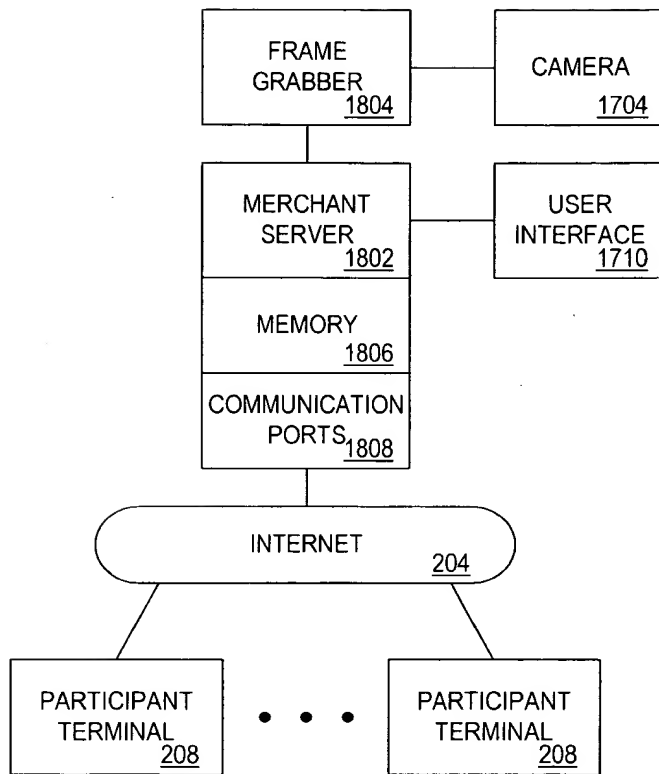 FRAME
GRABBER
1804
CAMERA
1704
MERCHANT
SERVER
1802
USER
INTERFACE
1710
MEMORY
1806
COMMUNICATION
PORTS
1808
INTERNET
204
PARTICIPANT
TERMINAL
208
PARTICIPANT
TERMINAL
208